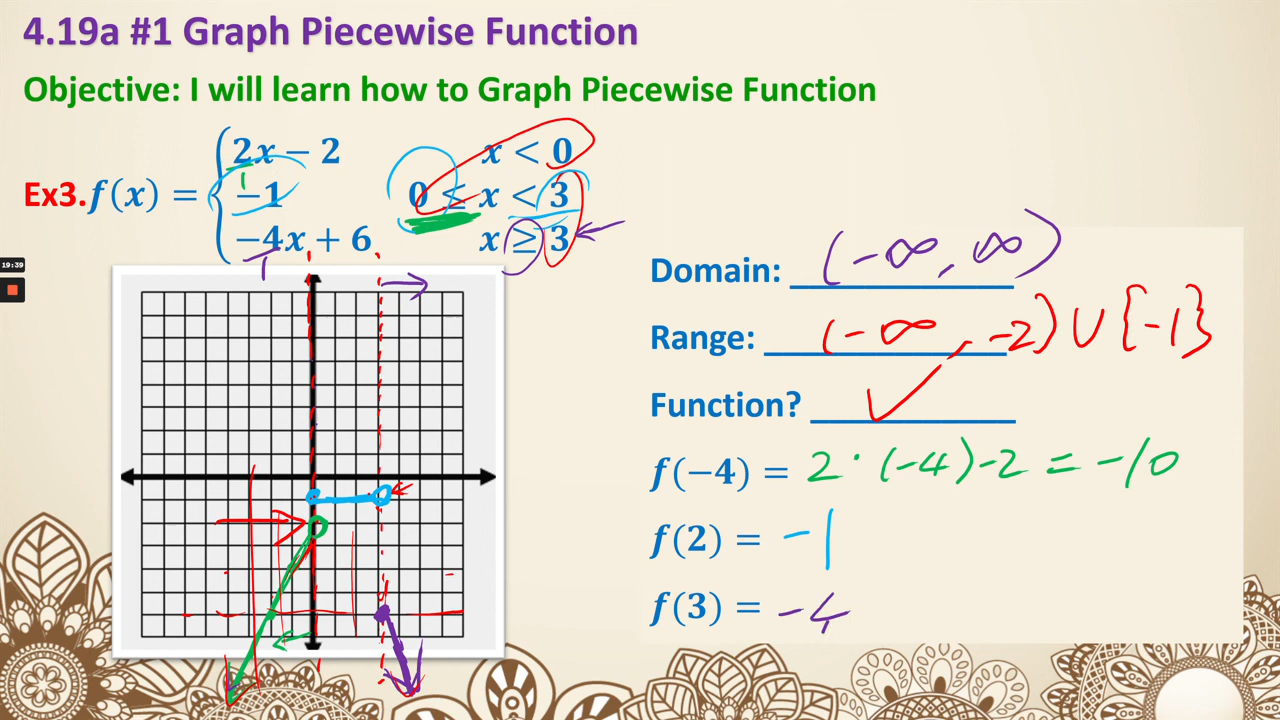 4.19a #1 Graph Piecewise Function
Objective: I will learn how to Graph Piecewise Function
2x − 2 x < 0
Ex3. f(x) = { −1 0 ≤ x < 3
−4x + 6 x ≥ 3
1
19:39
Domain: (-∞, ∞)
Range: (-∞, -2) ∪ {-1}
Function? ✓
f(−4) = 2 · (-4) - 2 = -10
f(2) = -1
f(3) = -4